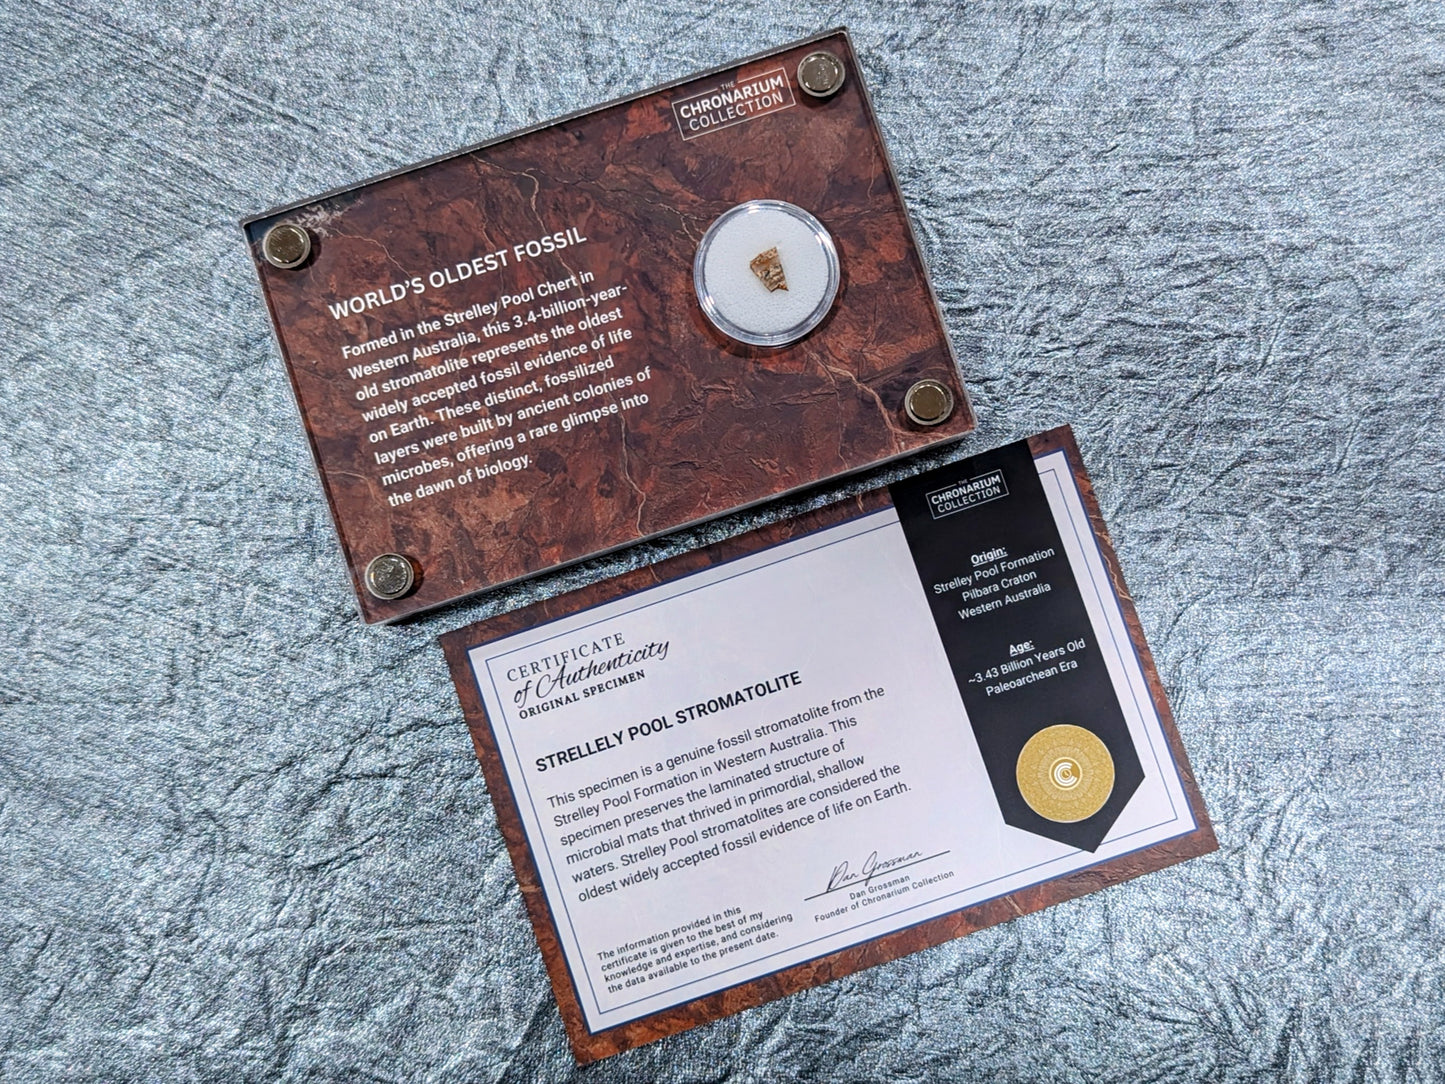 THE
CHRONARIUM
COLLECTION
WORLD'S OLDEST FOSSIL
Formed in the Strelley Pool Chert in
Western Australia, this 3.4-billion-year-
old stromatolite represents the oldest
widely accepted fossil evidence of life
on Earth. These distinct, fossilized
layers were built by ancient colonies of
microbes, offering a rare glimpse into
the dawn of biology.
THE
CHRONARIUM
COLLECTION
Origin:
Strelley Pool Formation
Pilbara Craton
Western Australia
Age:
~3.43 Billion Years Old
Paleoarchean Era
CERTIFICATE
of Authenticity
ORIGINAL SPECIMEN
STRELLELY POOL STROMATOLITE
This specimen is a genuine fossil stromatolite from the
Strelley Pool Formation in Western Australia. This
specimen preserves the laminated structure of
microbial mats that thrived in primordial, shallow
waters. Strelley Pool stromatolites are considered the
oldest widely accepted fossil evidence of life on Earth.
Dan Grossman
Dan Grossman
Founder of Chronarium Collection
The information provided in this
certificate is given to the best of my
knowledge and expertise, and considering
the data available to the present date.